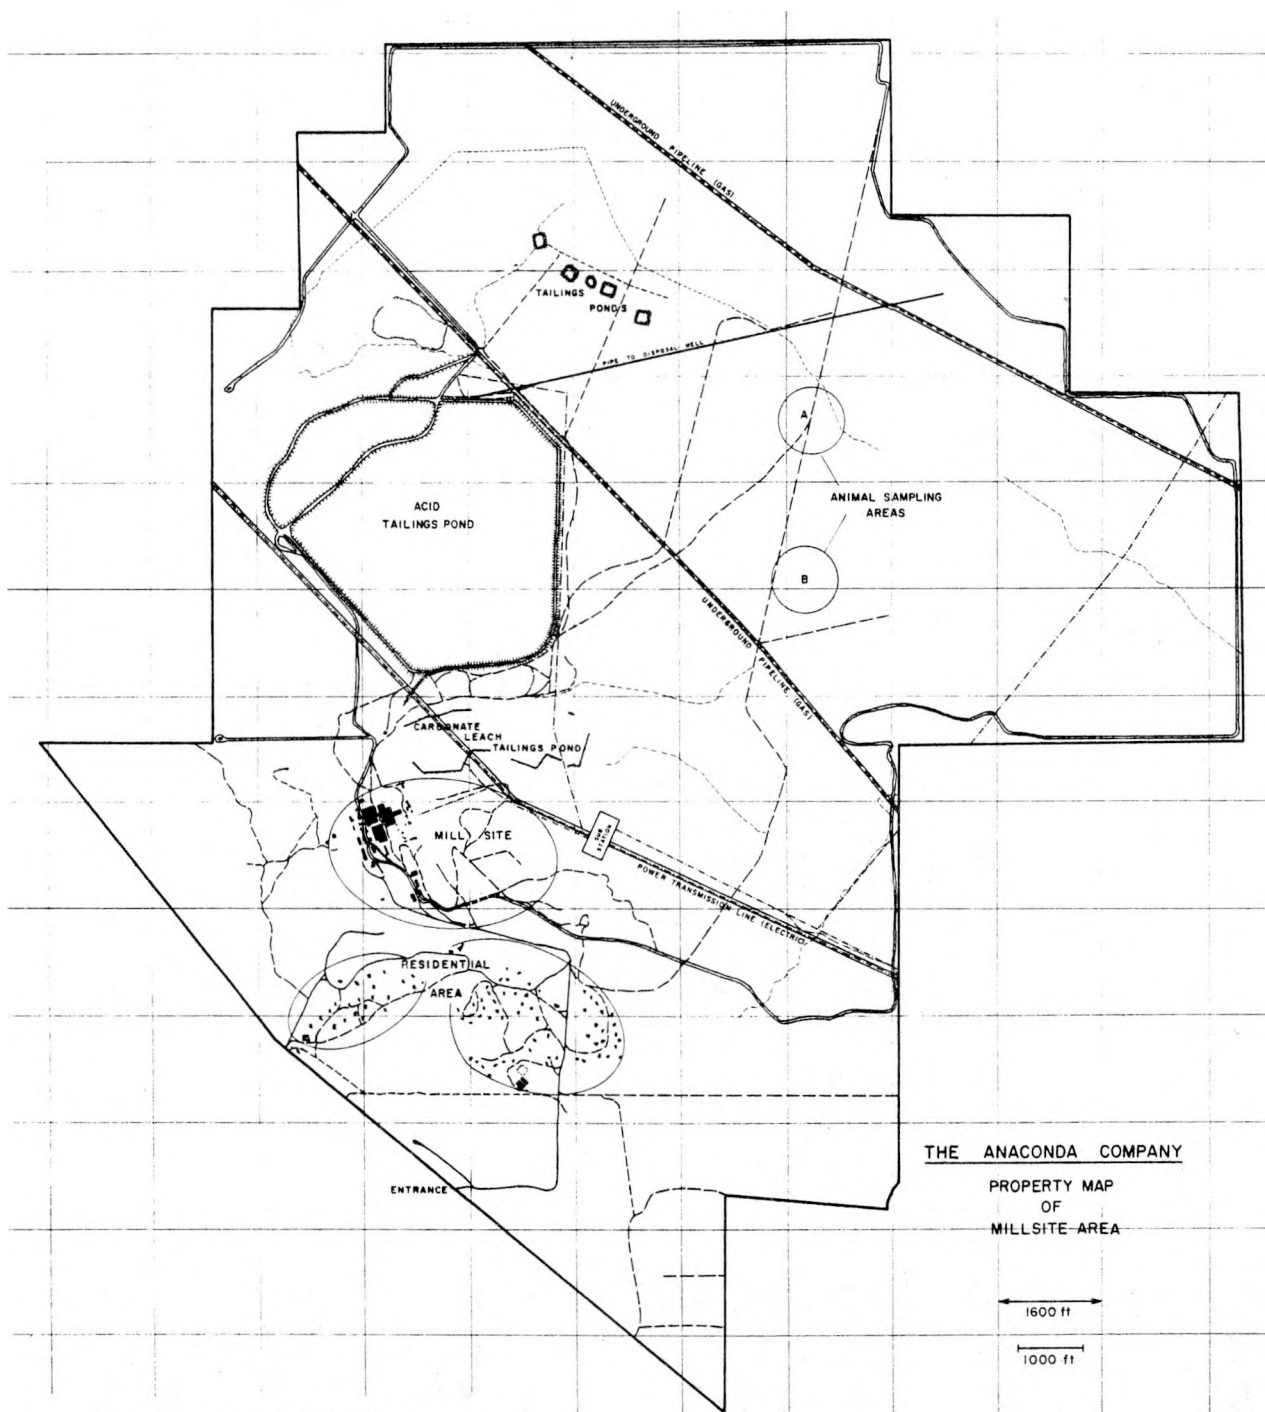 UNDERGROUND PIPELINE (GAS)
TAILINGS
PONDS
PIPE TO DISPOSAL WELL
A
ANIMAL SAMPLING
AREAS
ACID
TAILINGS POND
B
UNDERGROUND PIPELINE (GAS)
CARBONATE
LEACH
TAILINGS POND
MILL SITE
SUB
STATION
POWER TRANSMISSION LINE (ELECTRIC)
RESIDENTIAL
AREA
ENTRANCE
THE ANACONDA COMPANY
PROPERTY MAP
OF
MILLSITE AREA
1600 ft
1000 ft